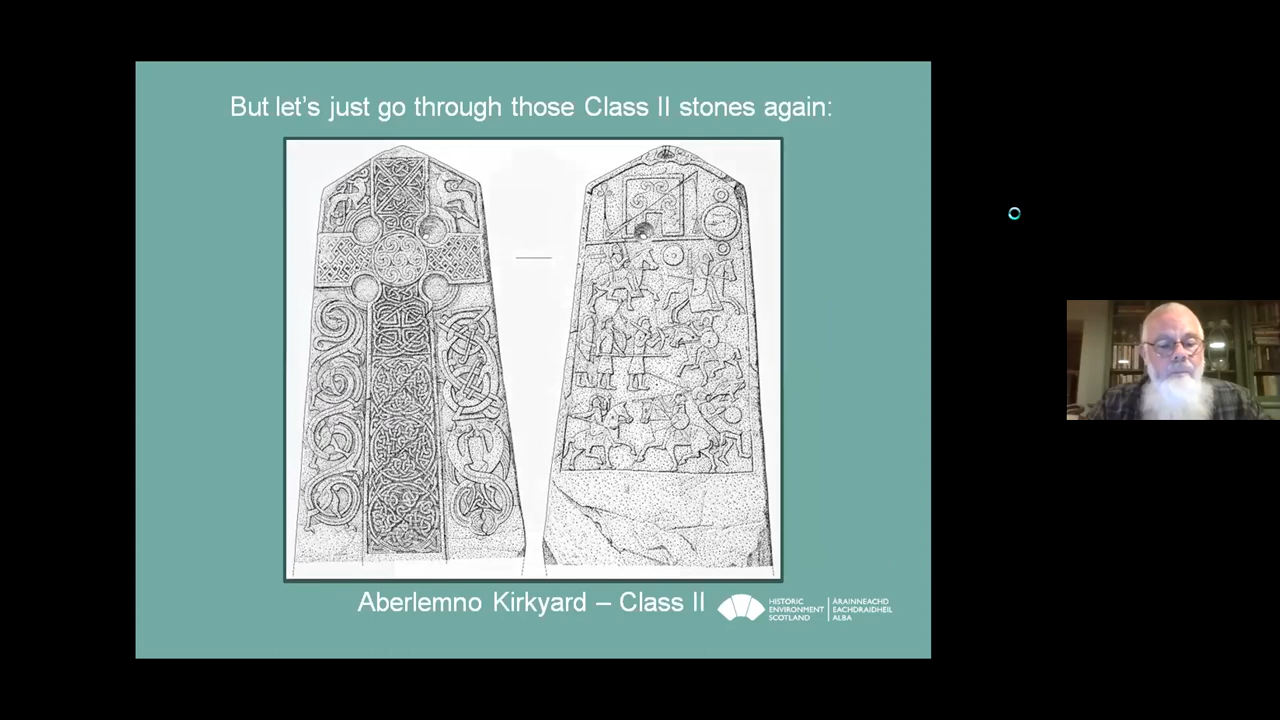 But let's just go through those Class II stones again:
Aberlemno Kirkyard – Class II
HISTORIC
ENVIRONMENT
SCOTLAND
ÀRAINNEACHD
EACHDRAIDHEIL
ALBA